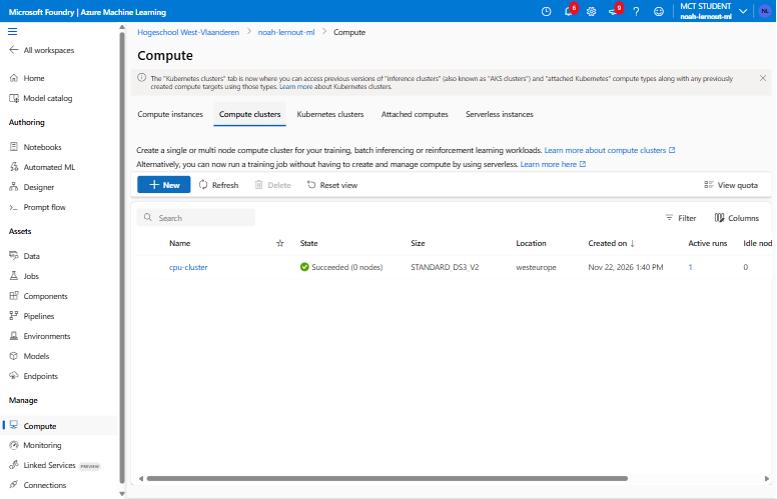 Microsoft Foundry | Azure Machine Learning
6
9
?
MCT STUDENT
noah-lernout-ml
NL
All workspaces
Home
Model catalog
Authoring
Notebooks
Automated ML
Designer
Prompt flow
Assets
Data
Jobs
Components
Pipelines
Environments
Models
Endpoints
Manage
Compute
Monitoring
Linked Services PREVIEW
Connections
Hogeschool West-Vlaanderen > noah-lernout-ml > Compute
Compute
The "Kubernetes clusters" tab is now where you can access previous versions of "inference clusters" (also known as "AKS clusters") and "attached Kubernetes" compute types along with any previously
created compute targets using those types. Learn more about Kubernetes clusters.
Compute instances Compute clusters Kubernetes clusters Attached computes Serverless instances
Create a single or multi node compute cluster for your training, batch inferencing or reinforcement learning workloads. Learn more about compute clusters
Alternatively, you can now run a training job without having to create and manage compute by using serverless. Learn more here
+ New Refresh Delete Reset view View quota
Search Filter Columns
Name State Size Location Created on ↓ Active runs Idle nod
cpu-cluster Succeeded (0 nodes) STANDARD_DS3_V2 westeurope Nov 22, 2026 1:40 PM 1 0